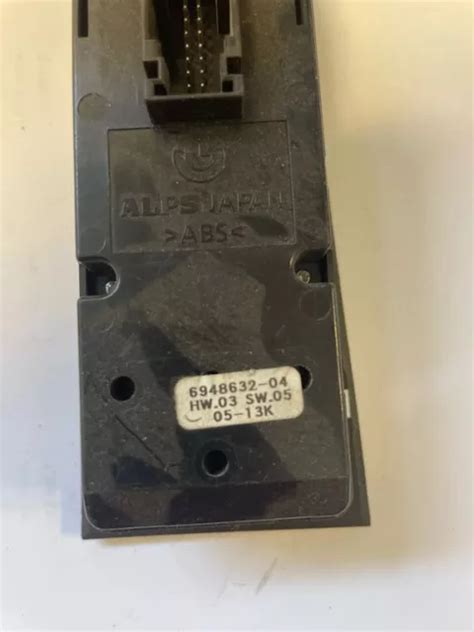 ALPS JAPAN
>ABS<
6948632-04
HW.03 SW.05
05-13K